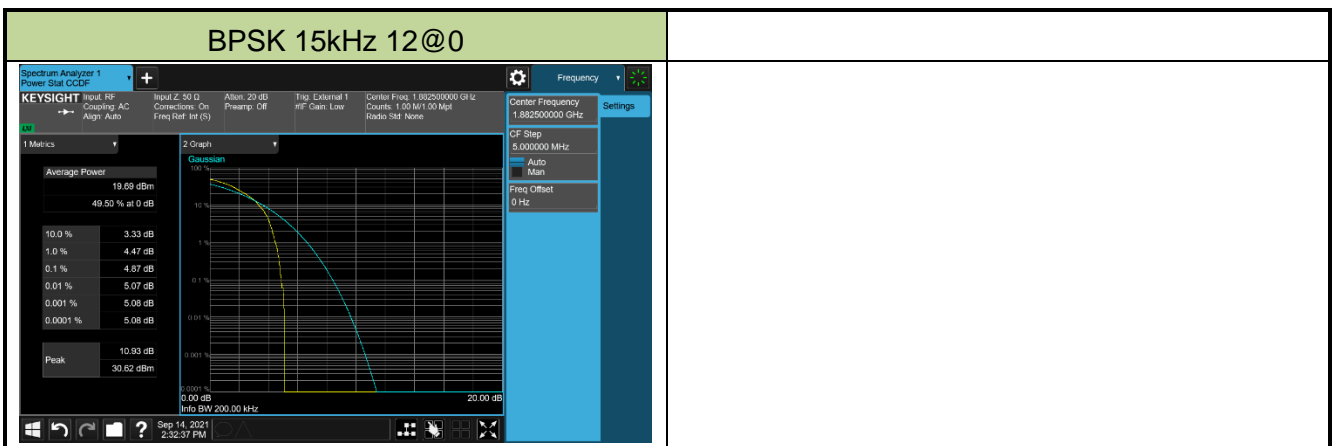 BPSK 15kHz 12@0
Spectrum Analyzer 1
Power Stat CCDF
+
Frequency
KEYSIGHT
Input: RF
Coupling: AC
Align: Auto
Input Z: 50 Ω
Corrections: On
Freq Ref: Int (S)
Atten: 20 dB
Preamp: Off
Trig: External 1
#IF Gain: Low
Center Freq: 1.882500000 GHz
Counts: 1.00 M/1.00 Mpt
Radio Std: None
Center Frequency
1.882500000 GHz
Settings
CF Step
5.000000 MHz
Auto
Man
Freq Offset
0 Hz
1 Metrics
Average Power
19.69 dBm
49.50 % at 0 dB
10.0 % 3.33 dB
1.0 % 4.47 dB
0.1 % 4.87 dB
0.01 % 5.07 dB
0.001 % 5.08 dB
0.0001 % 5.08 dB
Peak
10.93 dB
30.62 dBm
2 Graph
Gaussian
100 %
10 %
1 %
0.1 %
0.01 %
0.001 %
0.0001 %
0.00 dB 20.00 dB
Info BW 200.00 kHz
?
Sep 14, 2021
2:32:37 PM